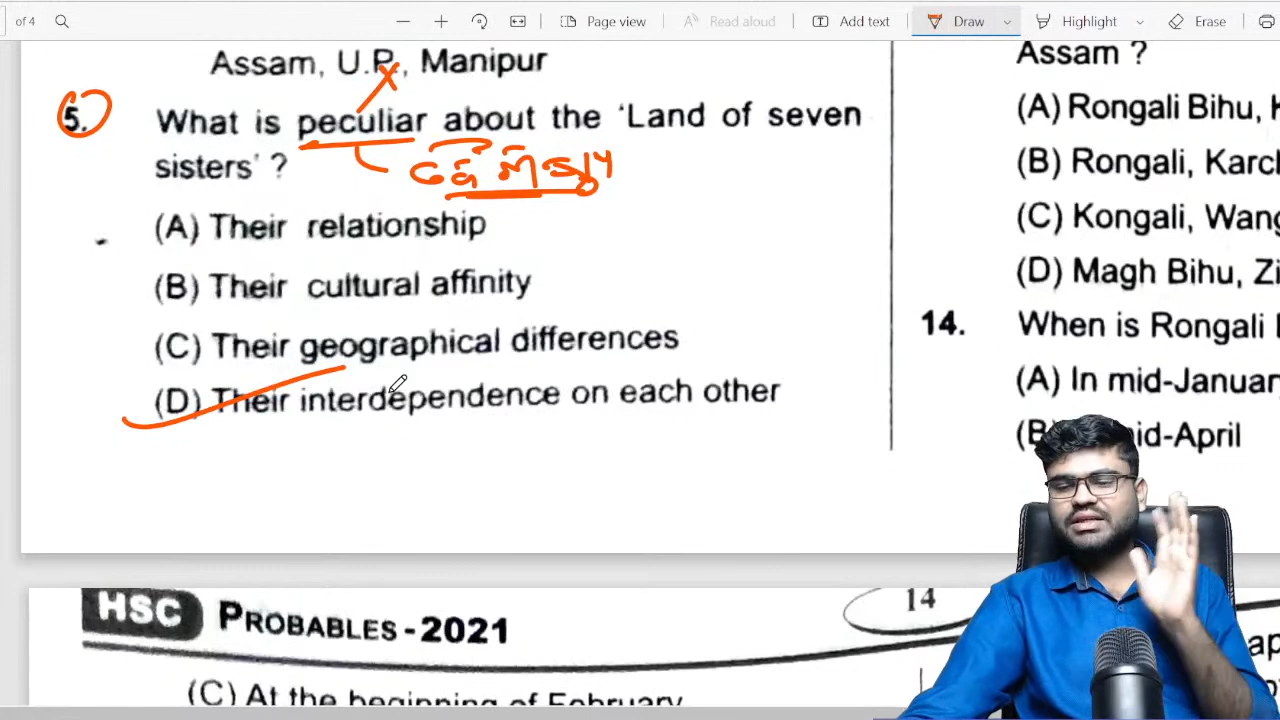 of 4
Page view
Read aloud
Add text
Draw
Highlight
Erase
Assam, U.P., Manipur
5.
What is peculiar about the 'Land of seven
sisters' ?
(A) Their relationship
(B) Their cultural affinity
(C) Their geographical differences
(D) Their interdependence on each other
Assam ?
(A) Rongali Bihu,
(B) Rongali,
(C) Kongali,
(D) Magh Bihu,
14.
When is Rongali
(A) In mid-January
mid-April
HSC
PROBABLES-2021
14
(C) At the beginning of February